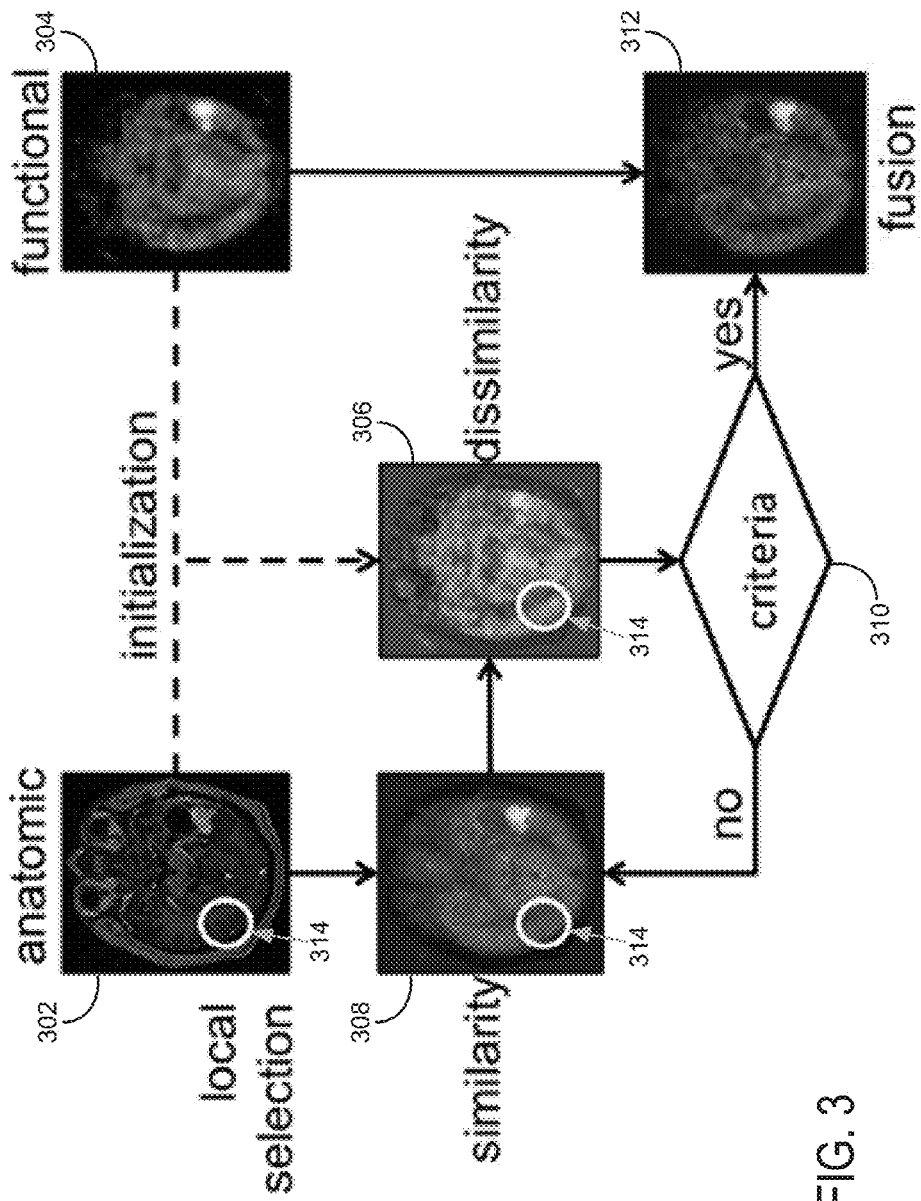 anatomic
302
functional
304
initialization
local
selection
314
similarity
308
314
306
dissimilarity
314
no
criteria
310
yes
312
fusion
FIG. 3